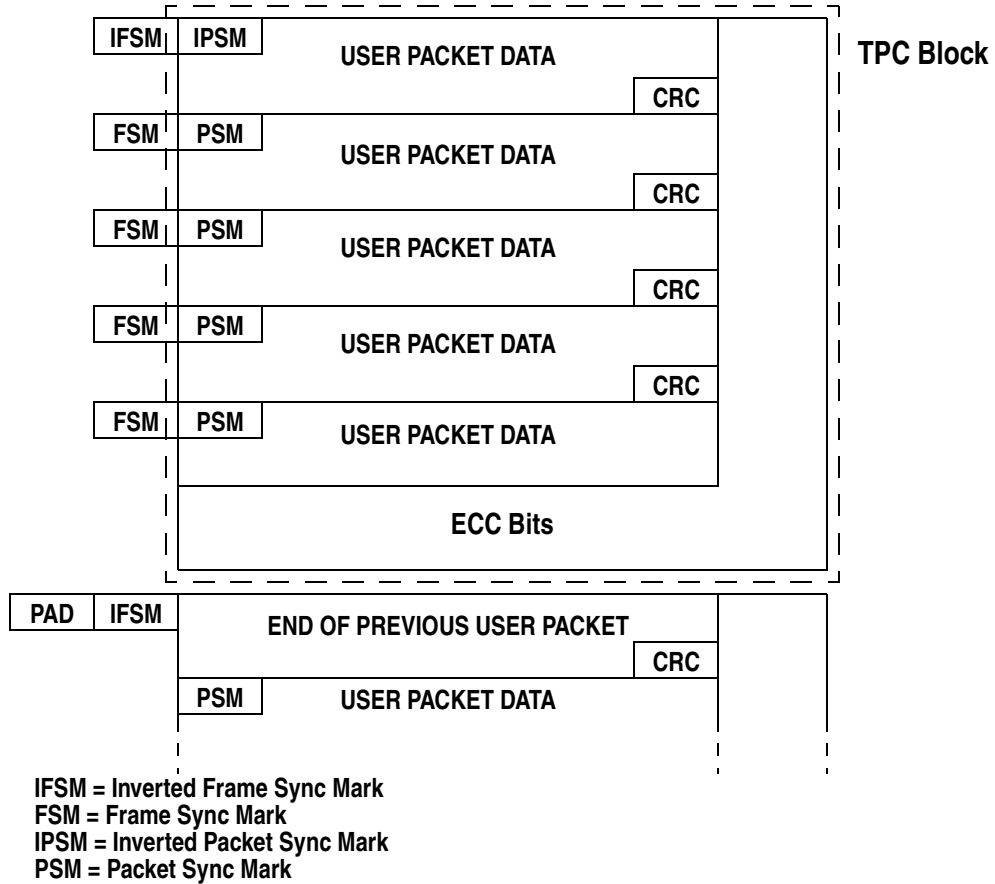 IFSM IPSM
USER PACKET DATA
TPC Block
CRC
FSM PSM
USER PACKET DATA
CRC
FSM PSM
USER PACKET DATA
CRC
FSM PSM
USER PACKET DATA
CRC
FSM PSM
USER PACKET DATA
ECC Bits
PAD IFSM
END OF PREVIOUS USER PACKET
CRC
PSM USER PACKET DATA
IFSM = Inverted Frame Sync Mark
FSM = Frame Sync Mark
IPSM = Inverted Packet Sync Mark
PSM = Packet Sync Mark